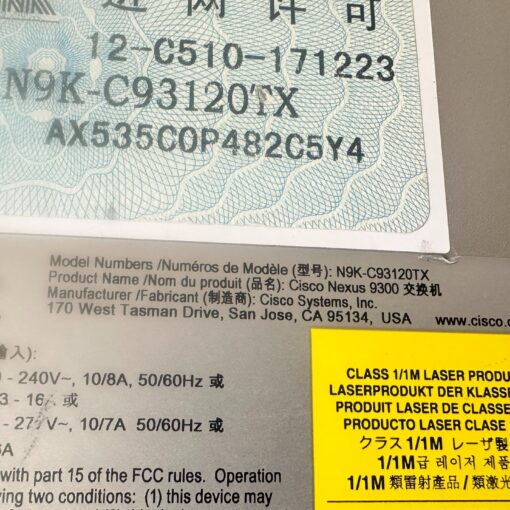 进网许可
12-C510-171223
N9K-C93120TX
AX535C0P482C5Y4
Model Numbers /Numéros de Modèle (型号): N9K-C93120TX
Product Name /Nom du produit (品名): Cisco Nexus 9300 交换机
Manufacturer /Fabricant (制造商): Cisco Systems, Inc.
170 West Tasman Drive, San Jose, CA 95134, USA www.cisco.
输入):
- 240V~, 10/8A, 50/60Hz 或
- 16 或
V~, 10/7A 50/60Hz 或
with part 15 of the FCC rules. Operation
ving two conditions: (1) this device may
CLASS 1/1M LASER PRODU
LASERPRODUKT DER KLASSE
PRODUIT LASER DE CLASSE
PRODUCTO LASER CLASE
クラス 1/1M レーザ製
1/1M급 레이저 제품
1/1M 類雷射產品 / 類激光